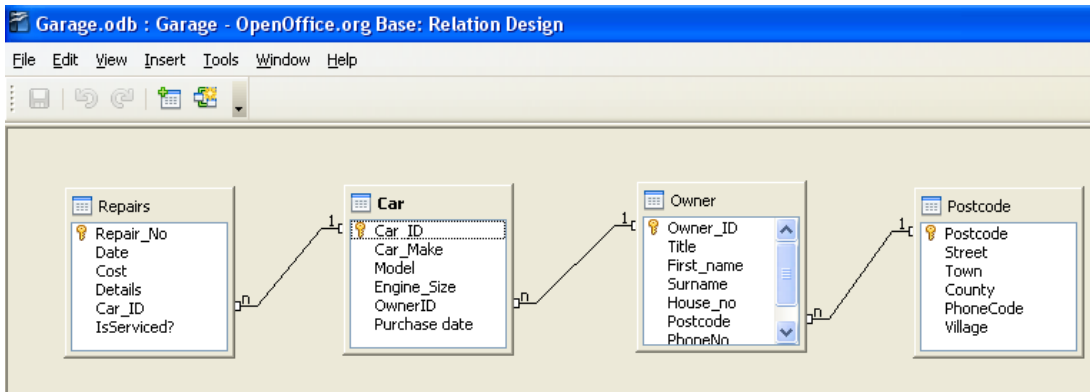 Garage.odb : Garage - OpenOffice.org Base: Relation Design
File Edit View Insert Tools Window Help
Repairs
Repair_No
Date
Cost
Details
Car_ID
IsServiced?
n
1
Car
Car_ID
Car_Make
Model
Engine_Size
OwnerID
Purchase date
n
1
Owner
Owner_ID
Title
First_name
Surname
House_no
Postcode
PhoneNo
n
1
Postcode
Postcode
Street
Town
County
PhoneCode
Village